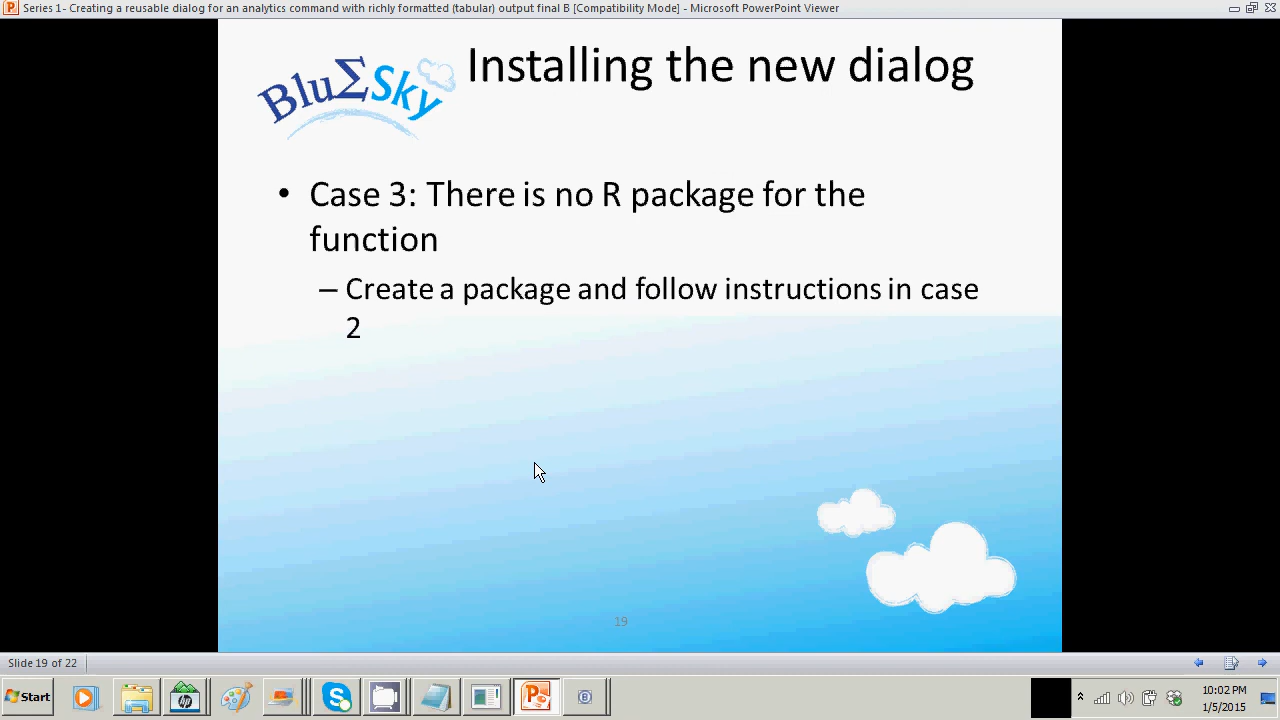 Series 1- Creating a reusable dialog for an analytics command with richly formatted (tabular) output final B [Compatibility Mode] - Microsoft PowerPoint Viewer
BluΣSky
Installing the new dialog
• Case 3: There is no R package for the
function
– Create a package and follow instructions in case
2
19
Slide 19 of 22
Start
10:02 PM
1/5/2015